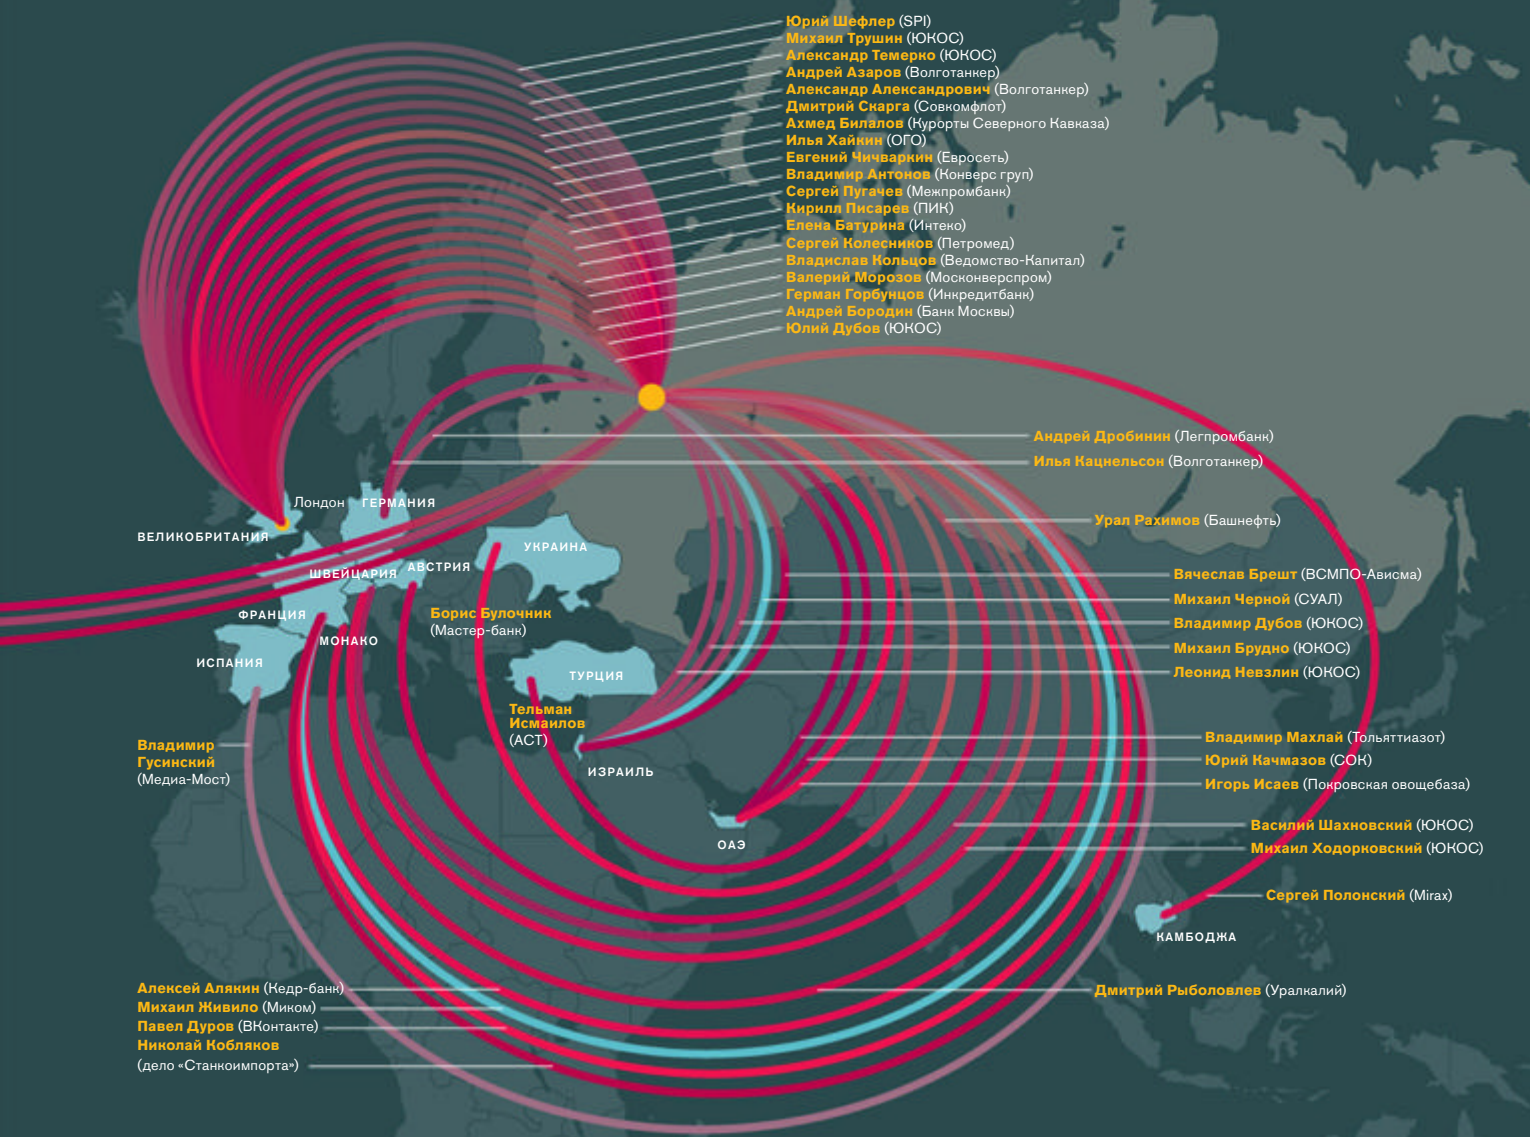 Юрий Шефлер (SPI)
Михаил Трушин (ЮКОС)
Александр Темерко (ЮКОС)
Андрей Азаров (Волготанкер)
Александр Александрович (Волготанкер)
Дмитрий Скарга (Совкомфлот)
Ахмед Билалов (Курорты Северного Кавказа)
Илья Хайкин (ОГО)
Евгений Чичваркин (Евросеть)
Владимир Антонов (Конверс груп)
Сергей Пугачев (Межпромбанк)
Кирилл Писарев (ПИК)
Елена Батурина (Интеко)
Сергей Колесников (Петромед)
Владислав Кольцов (Ведомство-Капитал)
Валерий Морозов (Москонверспром)
Герман Горбунцов (Инкредитбанк)
Андрей Бородин (Банк Москвы)
Юлий Дубов (ЮКОС)
Андрей Дробинин (Легпромбанк)
Илья Кацнельсон (Волготанкер)
Лондон
ГЕРМАНИЯ
ВЕЛИКОБРИТАНИЯ
Урал Рахимов (Башнефть)
УКРАИНА
ШВЕЙЦАРИЯ
АВСТРИЯ
Вячеслав Брешт (ВСМПО-Ависма)
Михаил Черной (СУАЛ)
ФРАНЦИЯ
Борис Булочник
(Мастер-банк)
Владимир Дубов (ЮКОС)
МОНАКО
Михаил Брудно (ЮКОС)
ИСПАНИЯ
ТУРЦИЯ
Леонид Невзлин (ЮКОС)
Тельман
Исмаилов
(АСТ)
Владимир
Гусинский
(Медиа-Мост)
Владимир Махлай (Тольяттиазот)
Юрий Качмазов (СОК)
ИЗРАИЛЬ
Игорь Исаев (Покровская овощебаза)
Василий Шахновский (ЮКОС)
ОАЭ
Михаил Ходорковский (ЮКОС)
Сергей Полонский (Mirax)
КАМБОДЖА
Алексей Алякин (Кедр-банк)
Михаил Живило (Миком)
Павел Дуров (ВКонтакте)
Николай Кобляков
(дело «Станкоимпорта»)
Дмитрий Рыболовлев (Уралкалий)